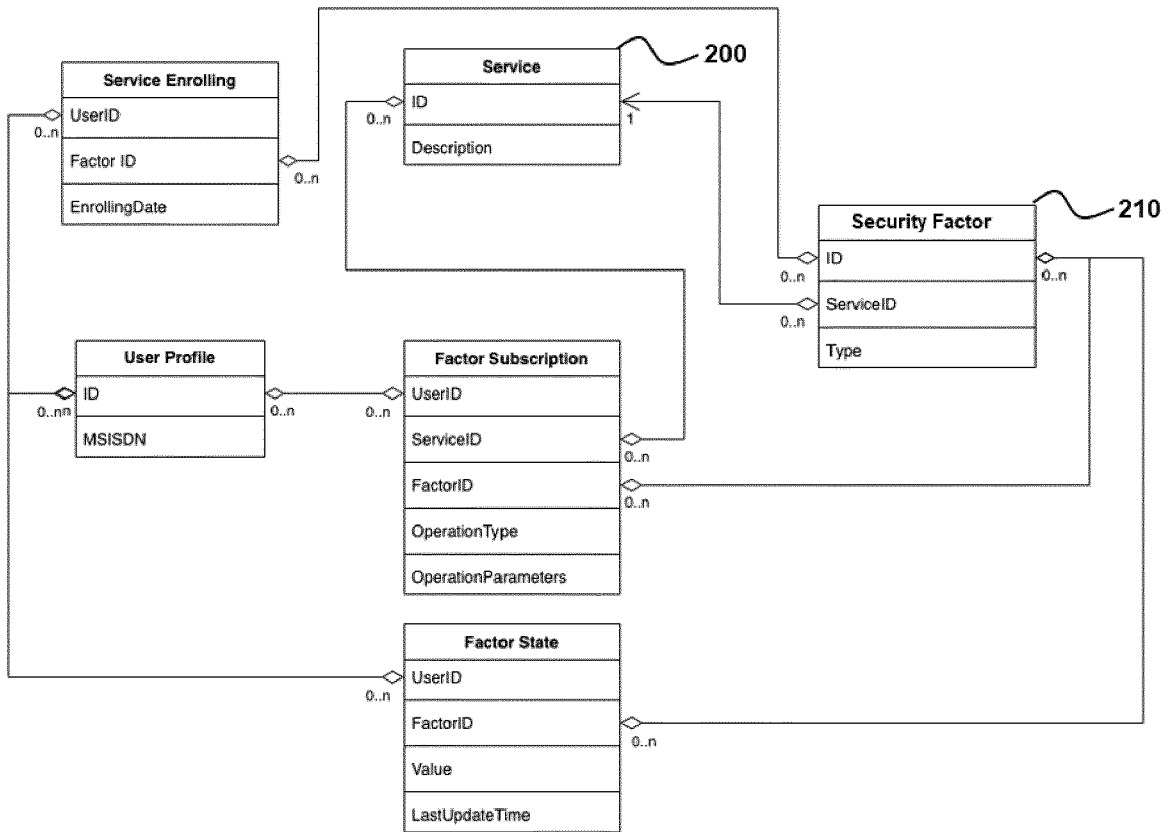 Service Enrolling
UserID
0..n
Factor ID
0..n
EnrollingDate
Service
200
ID
0..n
1
Description
Security Factor
210
ID
0..n
0..n
ServiceID
0..n
Type
User Profile
ID
0..nn
0..n
MSISDN
Factor Subscription
UserID
0..n
ServiceID
0..n
FactorID
0..n
OperationType
OperationParameters
Factor State
UserID
0..n
FactorID
0..n
Value
LastUpdateTime